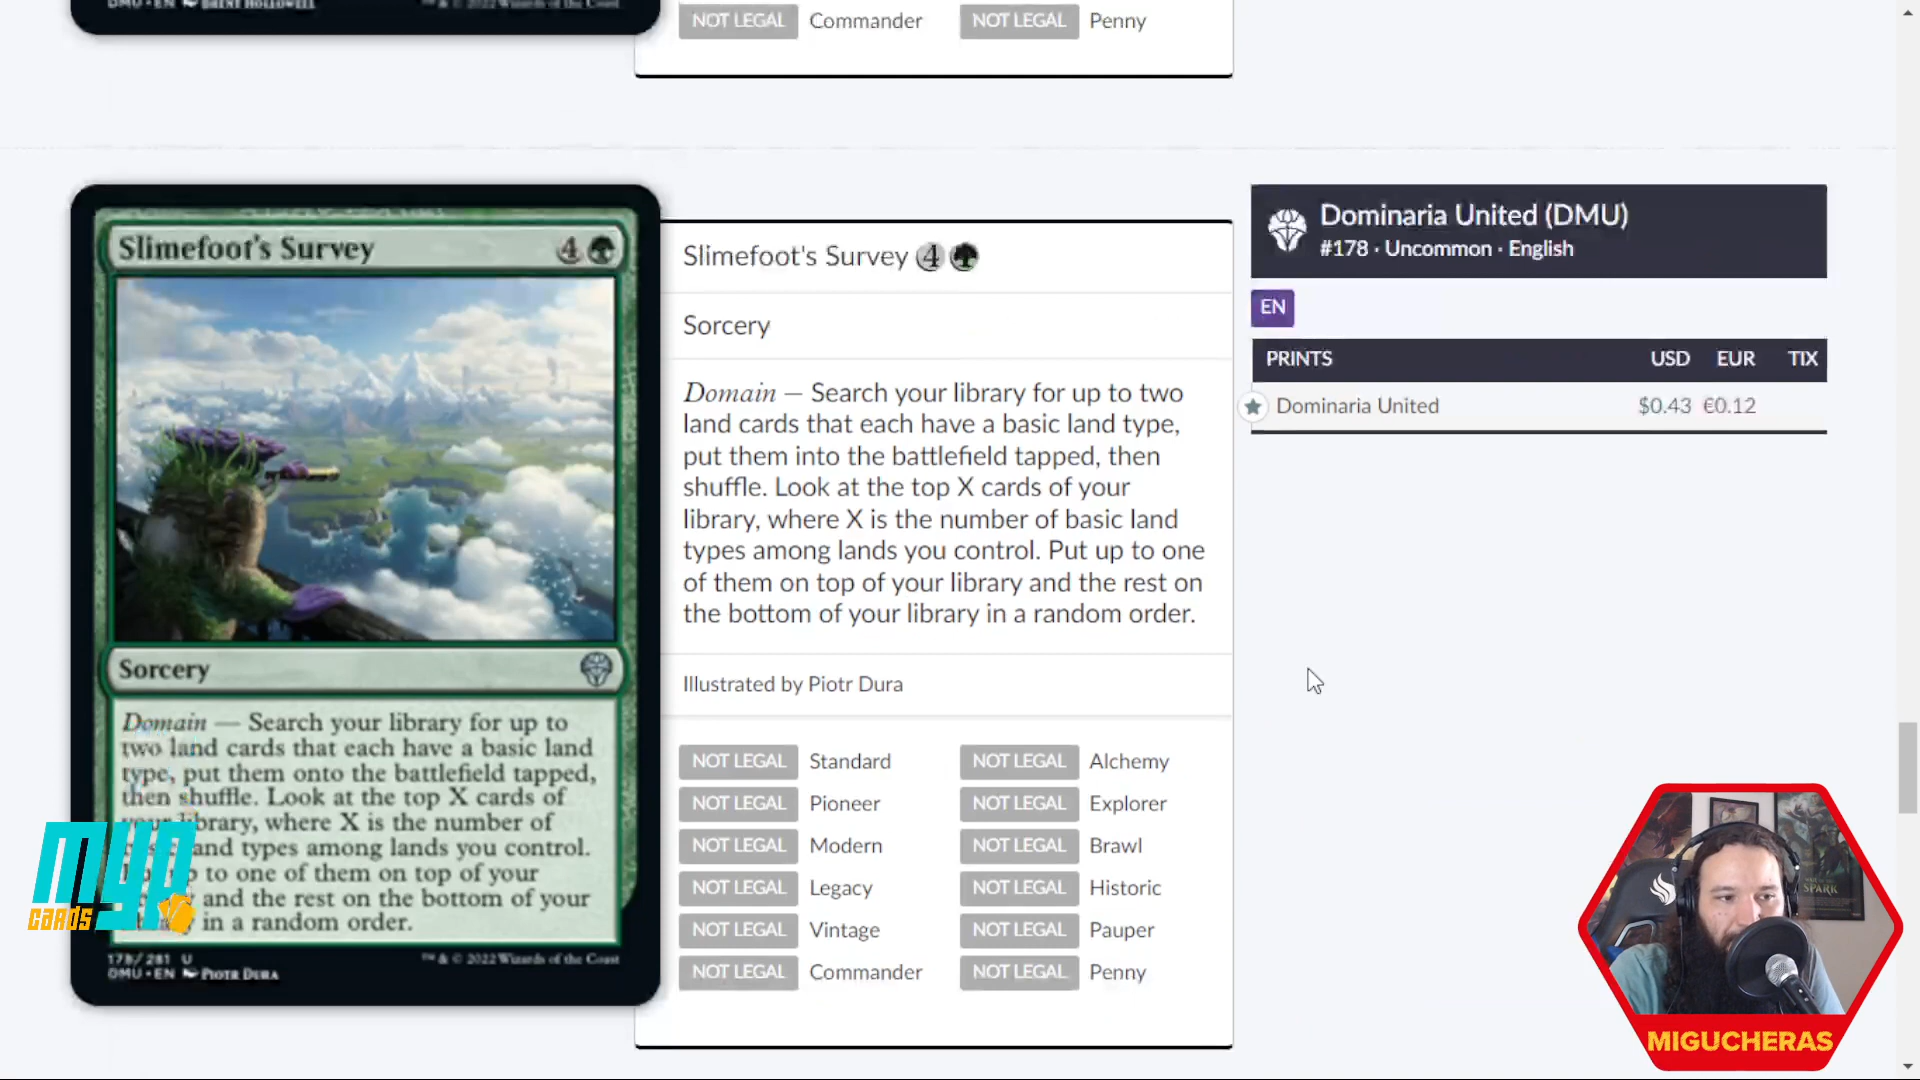 NOT LEGAL Commander NOT LEGAL Penny
Slimefoot's Survey 4
Sorcery
Domain — Search your library for up to
two land cards that each have a basic land
type, put them onto the battlefield tapped,
then shuffle. Look at the top X cards of
library, where X is the number of
land types among lands you control.
to one of them on top of your
and the rest on the bottom of your
in a random order.
178/281 U
DMU • EN Piotr Dura
™ & © 2022 Wizards of the Coast
Slimefoot's Survey 4
Sorcery
Domain — Search your library for up to two
land cards that each have a basic land type,
put them into the battlefield tapped, then
shuffle. Look at the top X cards of your
library, where X is the number of basic land
types among lands you control. Put up to one
of them on top of your library and the rest on
the bottom of your library in a random order.
Illustrated by Piotr Dura
NOT LEGAL Standard NOT LEGAL Alchemy
NOT LEGAL Pioneer NOT LEGAL Explorer
NOT LEGAL Modern NOT LEGAL Brawl
NOT LEGAL Legacy NOT LEGAL Historic
NOT LEGAL Vintage NOT LEGAL Pauper
NOT LEGAL Commander NOT LEGAL Penny
Dominaria United (DMU)
#178 · Uncommon · English
EN
PRINTS USD EUR TIX
Dominaria United $0.43 €0.12
myp
cards
SPARK
MIGUCHERAS